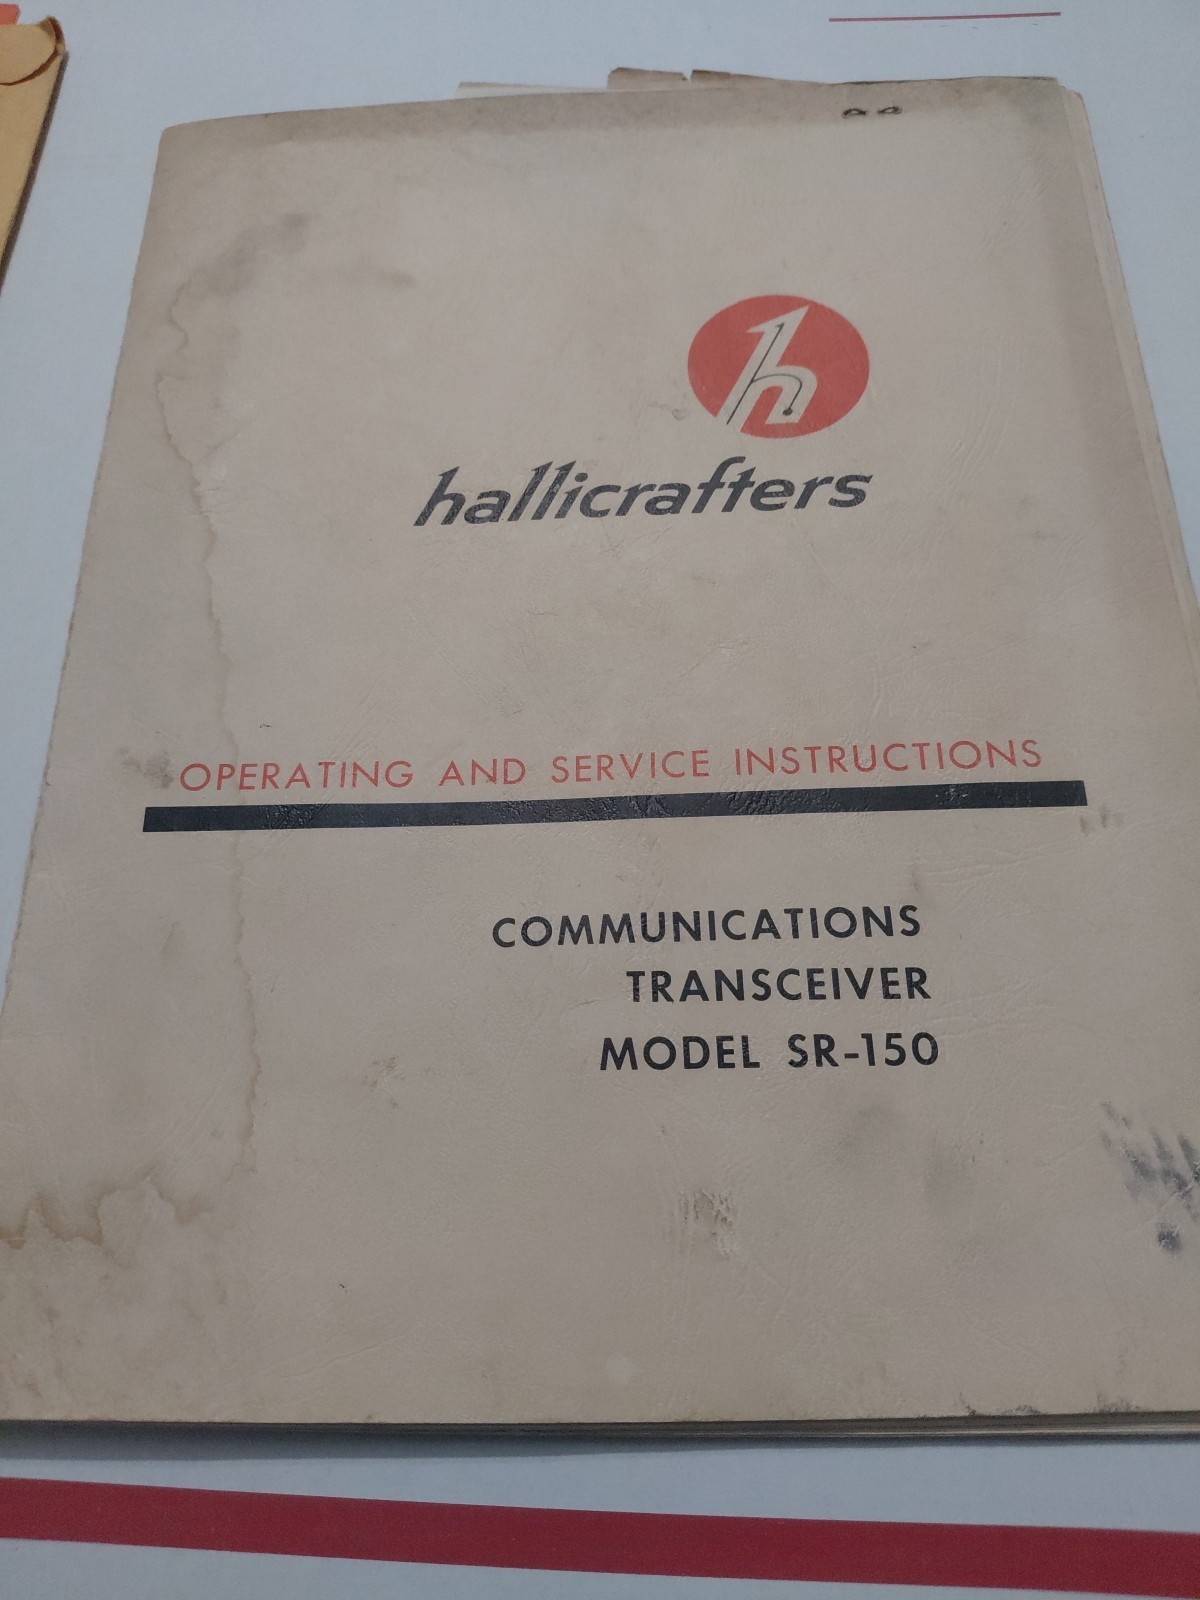 h
hallicrafters
OPERATING AND SERVICE INSTRUCTIONS
COMMUNICATIONS
TRANSCEIVER
MODEL SR-150